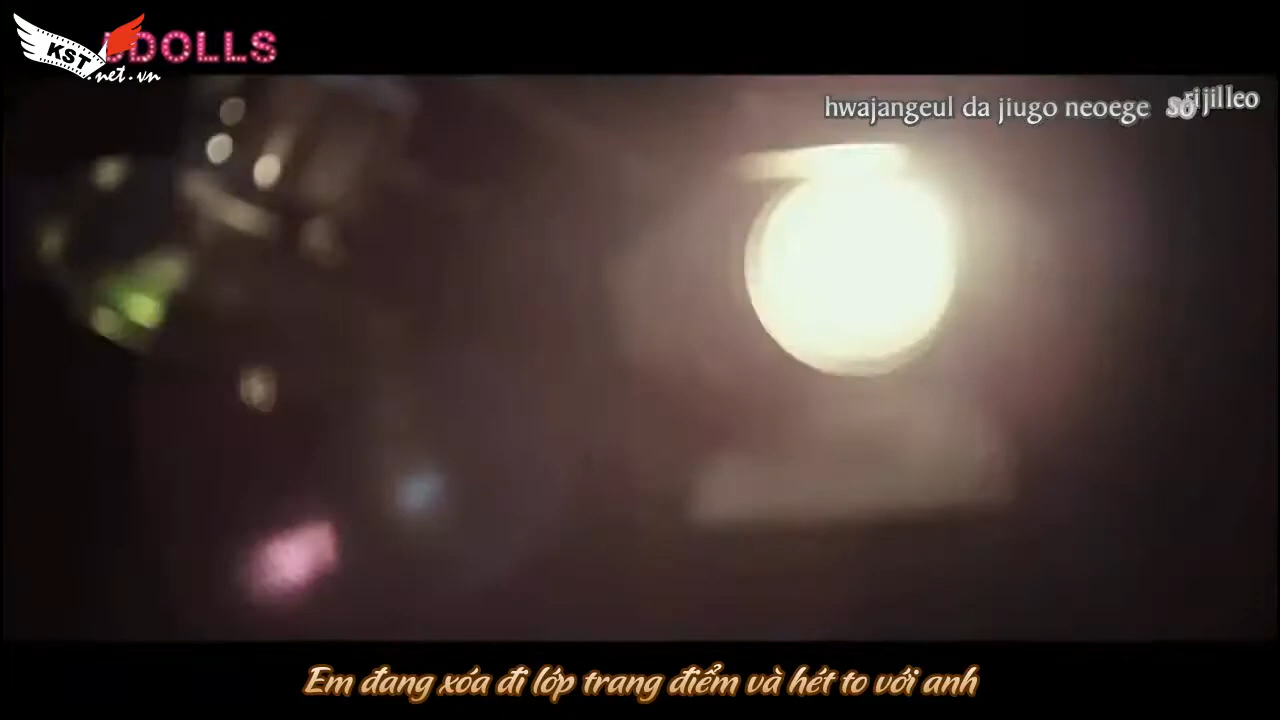 KST
.net.vn
DOLLS
hwajangeul da jiugo neoege sorijilleo
Em đang xóa đi lớp trang điểm và hét to với anh